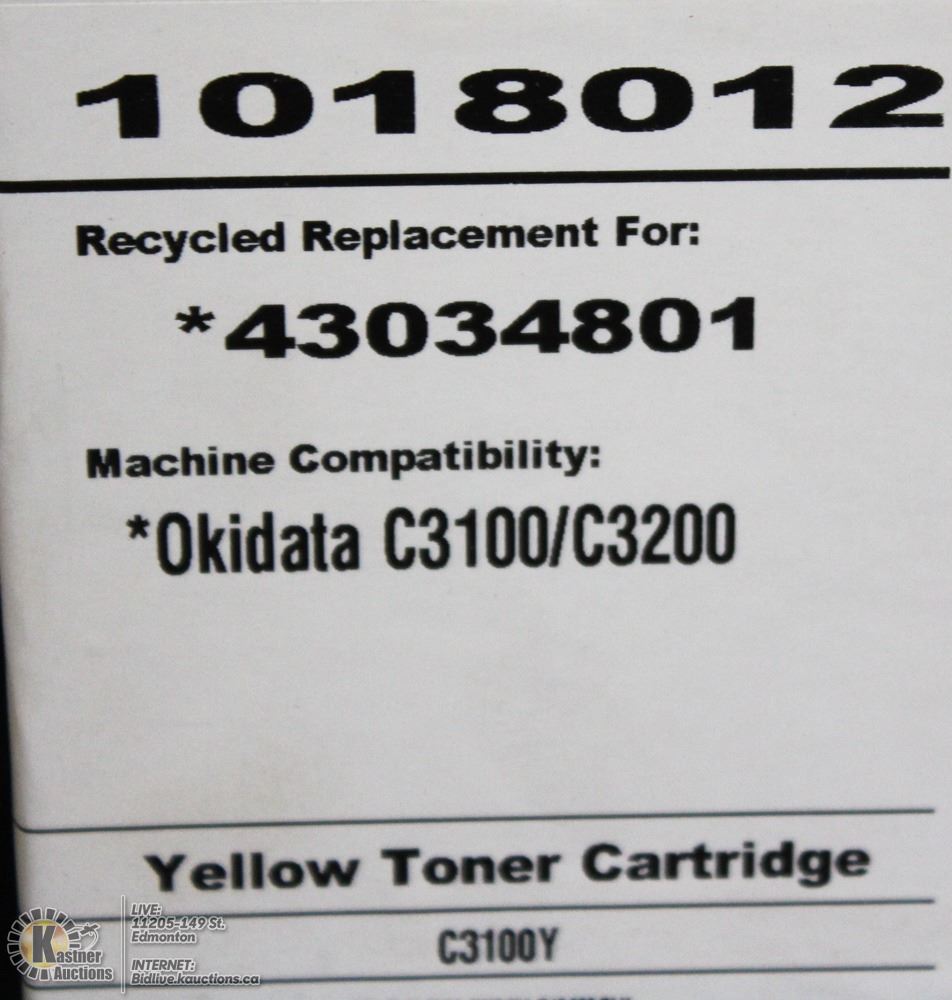 1018012
Recycled Replacement For:
*43034801
Machine Compatibility:
*Okidata C3100/C3200
Yellow Toner Cartridge
C3100Y
Kastner
Auctions
LIVE:
11205-149 St.
Edmonton
INTERNET:
Bidlive.kauctions.ca